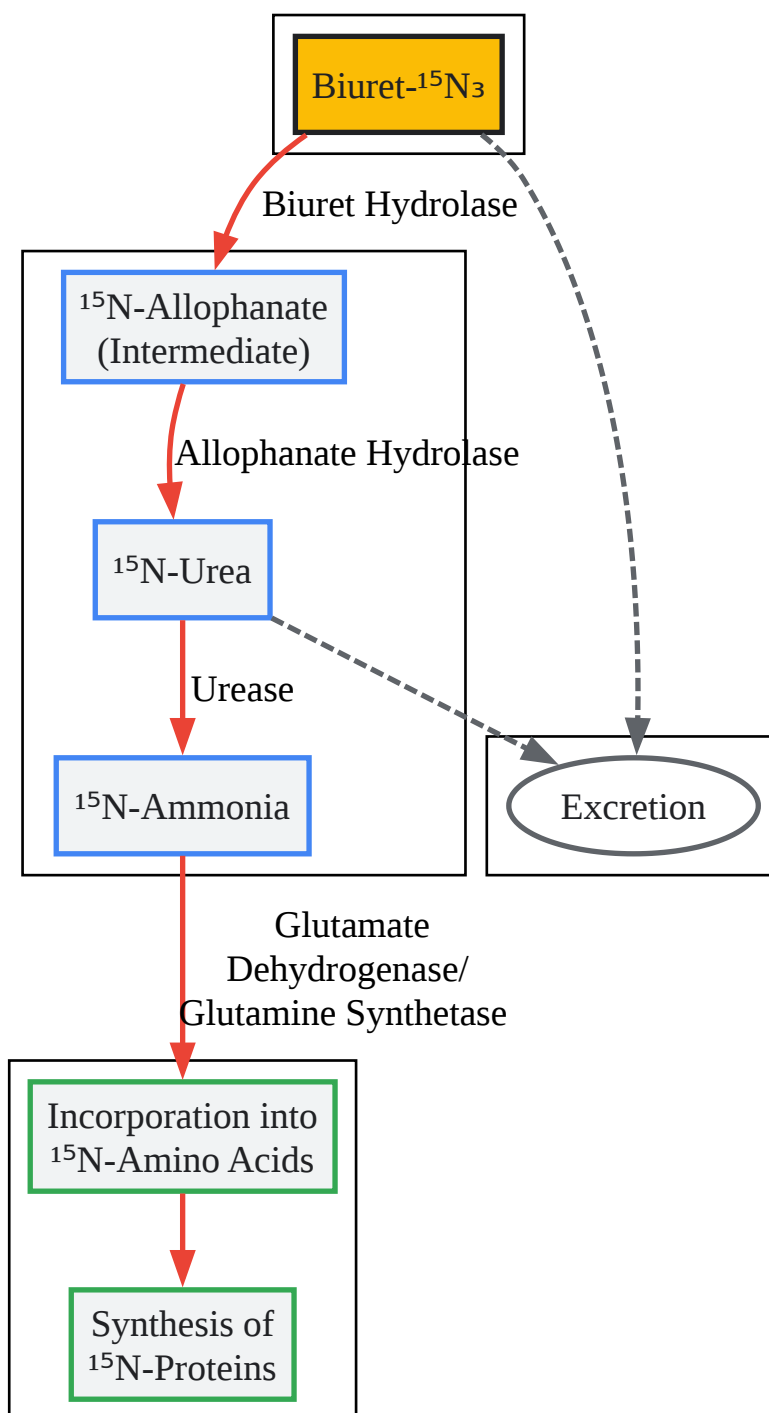 Biuret-¹⁵N₃
Biuret Hydrolase
¹⁵N-Allophanate
(Intermediate)
Allophanate Hydrolase
¹⁵N-Urea
Urease
¹⁵N-Ammonia
Excretion
Glutamate
Dehydrogenase/
Glutamine Synthetase
Incorporation into
¹⁵N-Amino Acids
Synthesis of
¹⁵N-Proteins